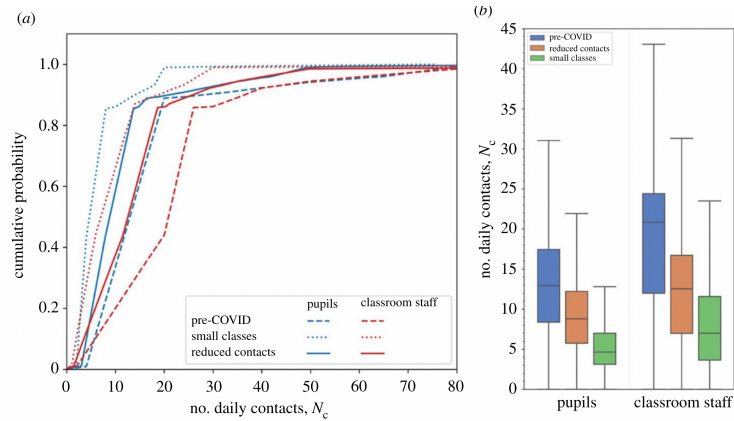 (a)
1.0
0.8
0.6
0.4
0.2
0
cumulative probability
pupils classroom staff
pre-COVID
small classes
reduced contacts
0 10 20 30 40 50 60 70 80
no. daily contacts, Nc
(b)
45
40
35
30
25
20
15
10
5
0
no. daily contacts, Nc
pre-COVID
reduced contacts
small classes
pupils classroom staff